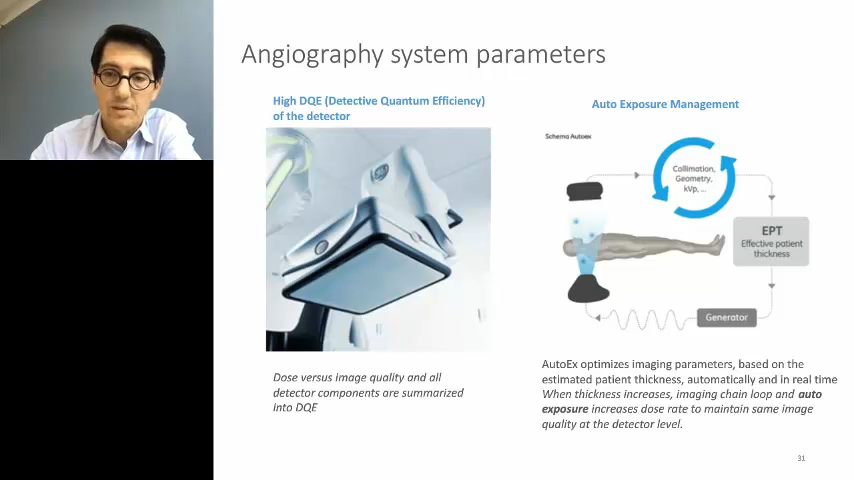 Angiography system parameters
High DQE (Detective Quantum Efficiency)
of the detector
Dose versus image quality and all
detector components are summarized
into DQE
Auto Exposure Management
Schema Autoex
Collimation,
Geometry,
kVp, ...
EPT
Effective patient
thickness
Generator
AutoEx optimizes imaging parameters, based on the
estimated patient thickness, automatically and in real time
When thickness increases, imaging chain loop and auto
exposure increases dose rate to maintain same image
quality at the detector level.
31